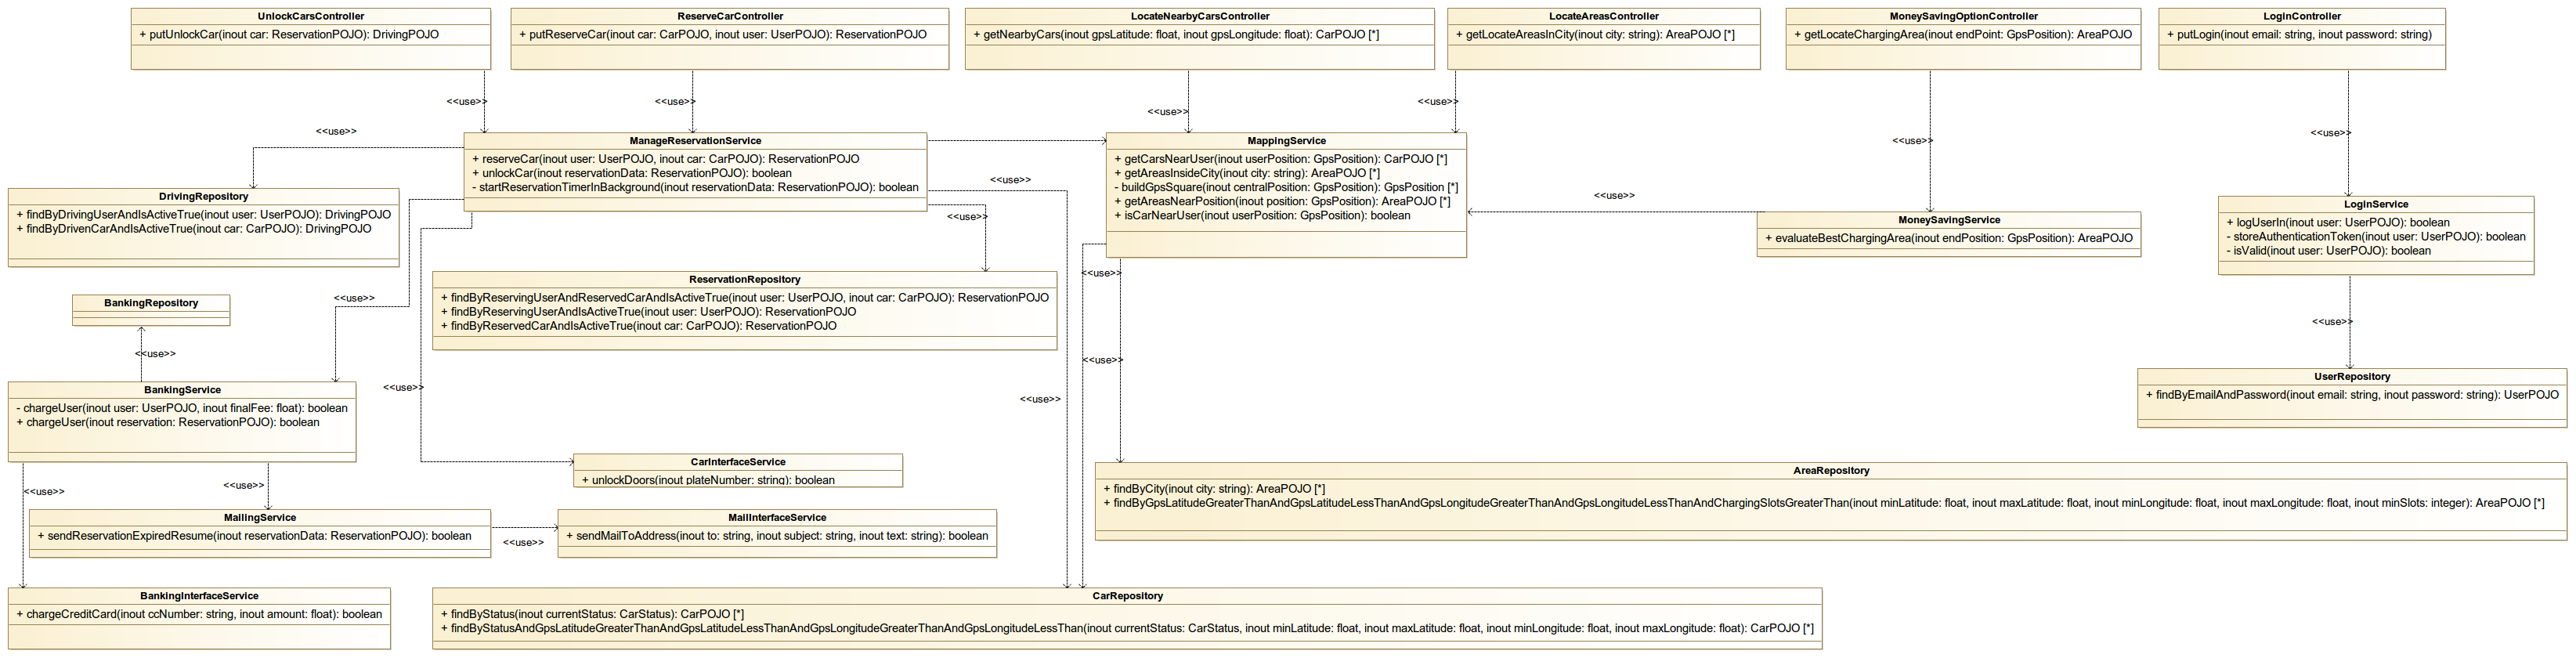 UnlockCarsController
+ putUnlockCar(inout car: ReservationPOJO): DrivingPOJO
ReserveCarController
+ putReserveCar(inout car: CarPOJO, inout user: UserPOJO): ReservationPOJO
LocateNearbyCarsController
+ getNearbyCars(inout gpsLatitude: float, inout gpsLongitude: float): CarPOJO [*]
LocateAreasController
+ getLocateAreasInCity(inout city: string): AreaPOJO [*]
MoneySavingOptionController
+ getLocateChargingArea(inout endPoint: GpsPosition): AreaPOJO
LoginController
+ putLogin(inout email: string, inout password: string)
<<use>>
<<use>>
<<use>>
<<use>>
<<use>>
<<use>>
<<use>>
ManageReservationService
+ reserveCar(inout user: UserPOJO, inout car: CarPOJO): ReservationPOJO
+ unlockCar(inout reservationData: ReservationPOJO): boolean
- startReservationTimerInBackground(inout reservationData: ReservationPOJO): boolean
MappingService
+ getCarsNearUser(inout userPosition: GpsPosition): CarPOJO [*]
+ getAreasInsideCity(inout city: string): AreaPOJO [*]
- buildGpsSquare(inout centralPosition: GpsPosition): GpsPosition [*]
+ getAreasNearPosition(inout position: GpsPosition): AreaPOJO [*]
+ isCarNearUser(inout userPosition: GpsPosition): boolean
<<use>>
<<use>>
<<use>>
DrivingRepository
+ findByDrivingUserAndIsActiveTrue(inout user: UserPOJO): DrivingPOJO
+ findByDrivenCarAndIsActiveTrue(inout car: CarPOJO): DrivingPOJO
MoneySavingService
+ evaluateBestChargingArea(inout endPosition: GpsPosition): AreaPOJO
LoginService
+ logUserIn(inout user: UserPOJO): boolean
- storeAuthenticationToken(inout user: UserPOJO): boolean
- isValid(inout user: UserPOJO): boolean
<<use>>
ReservationRepository
+ findByReservingUserAndReservedCarAndIsActiveTrue(inout user: UserPOJO, inout car: CarPOJO): ReservationPOJO
+ findByReservingUserAndIsActiveTrue(inout user: UserPOJO): ReservationPOJO
+ findByReservedCarAndIsActiveTrue(inout car: CarPOJO): ReservationPOJO
BankingRepository
<<use>>
<<use>>
<<use>>
<<use>>
<<use>>
<<use>>
UserRepository
+ findByEmailAndPassword(inout email: string, inout password: string): UserPOJO
BankingService
- chargeUser(inout user: UserPOJO, inout finalFee: float): boolean
+ chargeUser(inout reservation: ReservationPOJO): boolean
CarInterfaceService
+ unlockDoors(inout plateNumber: string): boolean
AreaRepository
+ findByCity(inout city: string): AreaPOJO [*]
+ findByGpsLatitudeGreaterThanAndGpsLatitudeLessThanAndGpsLongitudeGreaterThanAndGpsLongitudeLessThanAndChargingSlotsGreaterThan(inout minLatitude: float, inout maxLatitude: float, inout minLongitude: float, inout maxLongitude: float, inout minSlots: integer): AreaPOJO [*]
<<use>>
<<use>>
MailingService
+ sendReservationExpiredResume(inout reservationData: ReservationPOJO): boolean
<<use>>
MailInterfaceService
+ sendMailToAddress(inout to: string, inout subject: string, inout text: string): boolean
BankingInterfaceService
+ chargeCreditCard(inout ccNumber: string, inout amount: float): boolean
CarRepository
+ findByStatus(inout currentStatus: CarStatus): CarPOJO [*]
+ findByStatusAndGpsLatitudeGreaterThanAndGpsLatitudeLessThanAndGpsLongitudeGreaterThanAndGpsLongitudeLessThan(inout currentStatus: CarStatus, inout minLatitude: float, inout maxLatitude: float, inout minLongitude: float, inout maxLongitude: float): CarPOJO [*]